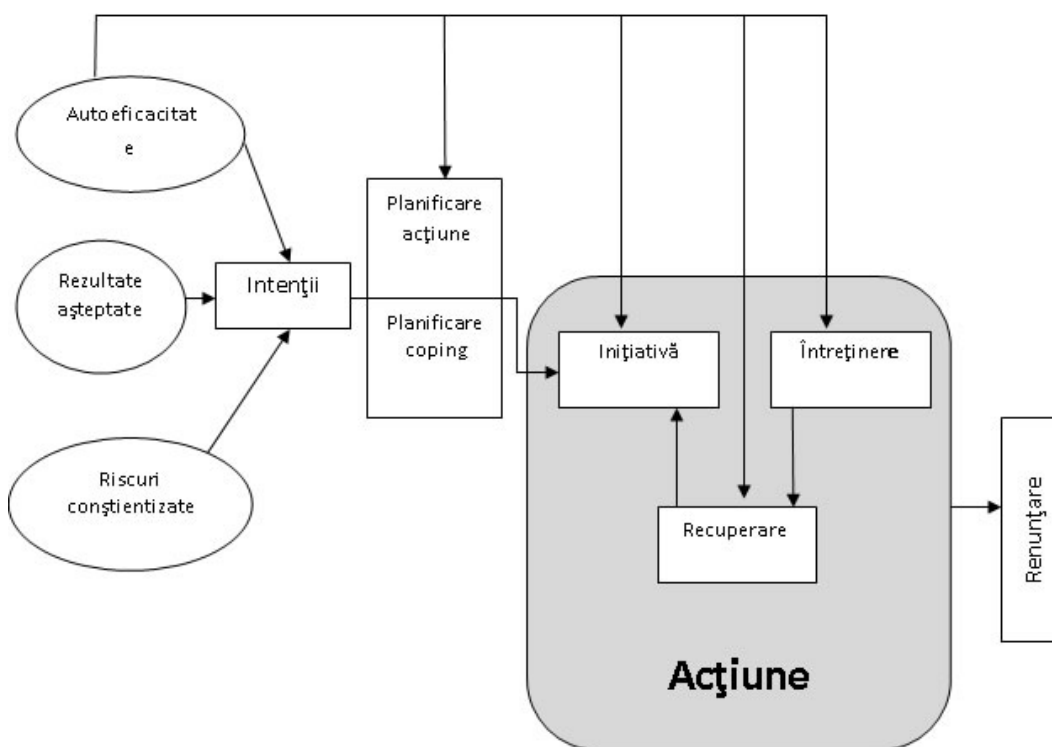 Autoeficacitat
e
Planificare
acţiune
Rezultate
aşteptate
Intenţii
Planificare
coping
Iniţiativă
Întreţinere
Riscuri
conştientizate
Recuperare
Renunţare
Acţiune